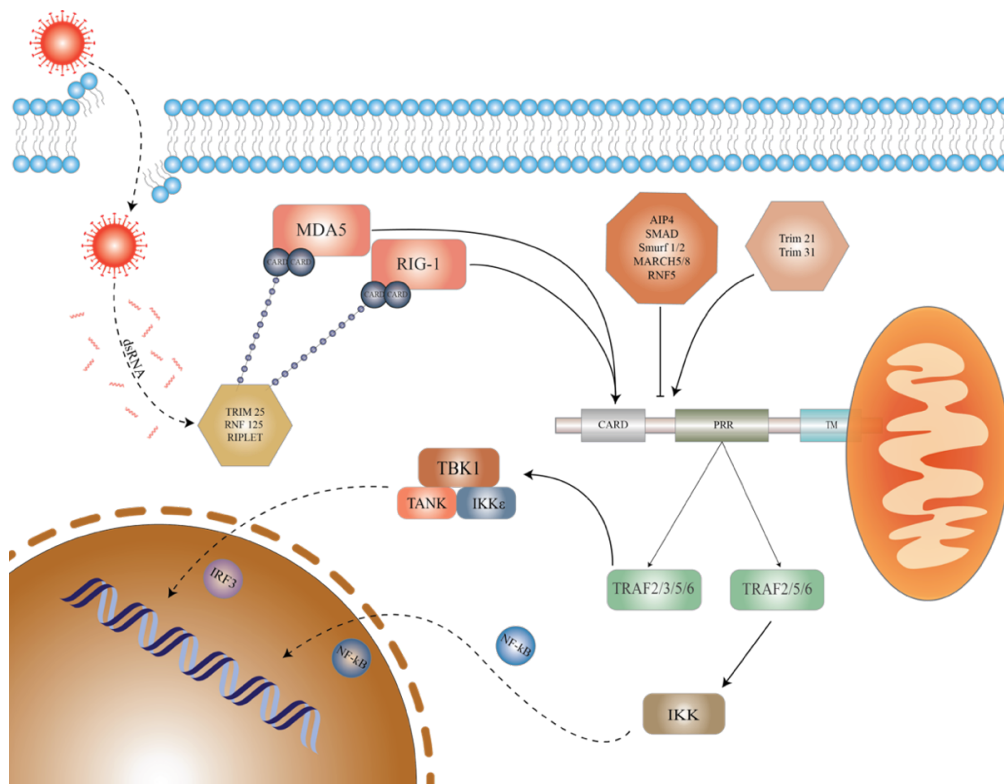 MDA5
CARD CARD
RIG-1
CARD CARD
AIP4
SMAD
Smurf 1/2
MARCH5/8
RNF5
Trim 21
Trim 31
dsRNA
TRIM 25
RNF 125
RIPLET
CARD
PRR
TM
TBK1
TANK
IKKε
IRF3
TRAF2/3/5/6
TRAF2/5/6
NF-kB
NF-kB
IKK